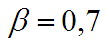 β = 0,7